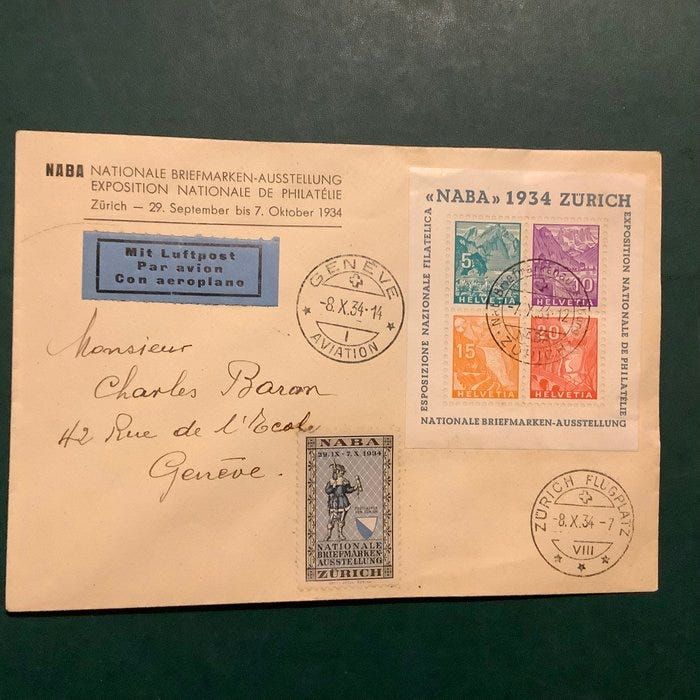 NABA NATIONALE BRIEFMARKEN-AUSSTELLUNG
EXPOSITION NATIONALE DE PHILATÉLIE
Zürich — 29. September bis 7. Oktober 1934
Mit Luftpost
Par avion
Con aeroplano
GENÈVE
-8.X.34-14
1
AVIATION
Monsieur
Charles Baron
42 Rue de l'Ecole
Genève.
«NABA» 1934 ZÜRICH
ESPOSIZIONE NAZIONALE FILATELICA
EXPOSITION NATIONALE DE PHILATÉLIE
5
HELVETIA
10
HELVETIA
15
HELVETIA
20
HELVETIA
ZÜRICH
NATIONALE BRIEFMARKEN-AUSSTELLUNG
NABA
29.IX-7.X.1934
NATIONALE
BRIEFMARKEN-
AUSSTELLUNG
ZÜRICH
ZÜRICH FLUGPLATZ
-8.X.34-7
VIII